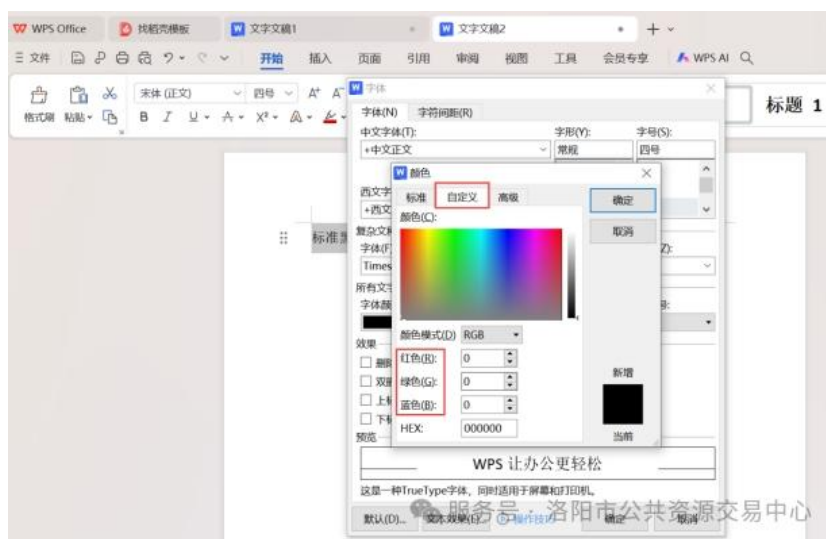 WPS Office 找稻壳模板 文字文稿1 文字文稿2
三 文件 开始 插入 页面 引用 审阅 视图 工具 会员专享 WPS AI
格式刷 粘贴 宋体 (正文) 四号 A+ A- 标题 1
B I U A X² A
字体
字体(N) 字符间距(R)
中文字体(T): 字形(Y): 字号(S):
+中文正文 常规 四号
颜色
西文字
标准 自定义 高级 确定
+西文
颜色(C):
取消
标准
字体(F
Z):
Times
所有文字
字体颜
号:
颜色模式(D) RGB
效果
红色(R): 0
绿色(G): 0
新增
蓝色(B): 0
HEX: 000000
当前
预览
WPS 让办公更轻松
这是一种TrueType字体，同时适用于屏幕和打印机。
默认(D)... 文本效果(E)... 操作技巧 确定 取消
服务号 · 洛阳市公共资源交易中心